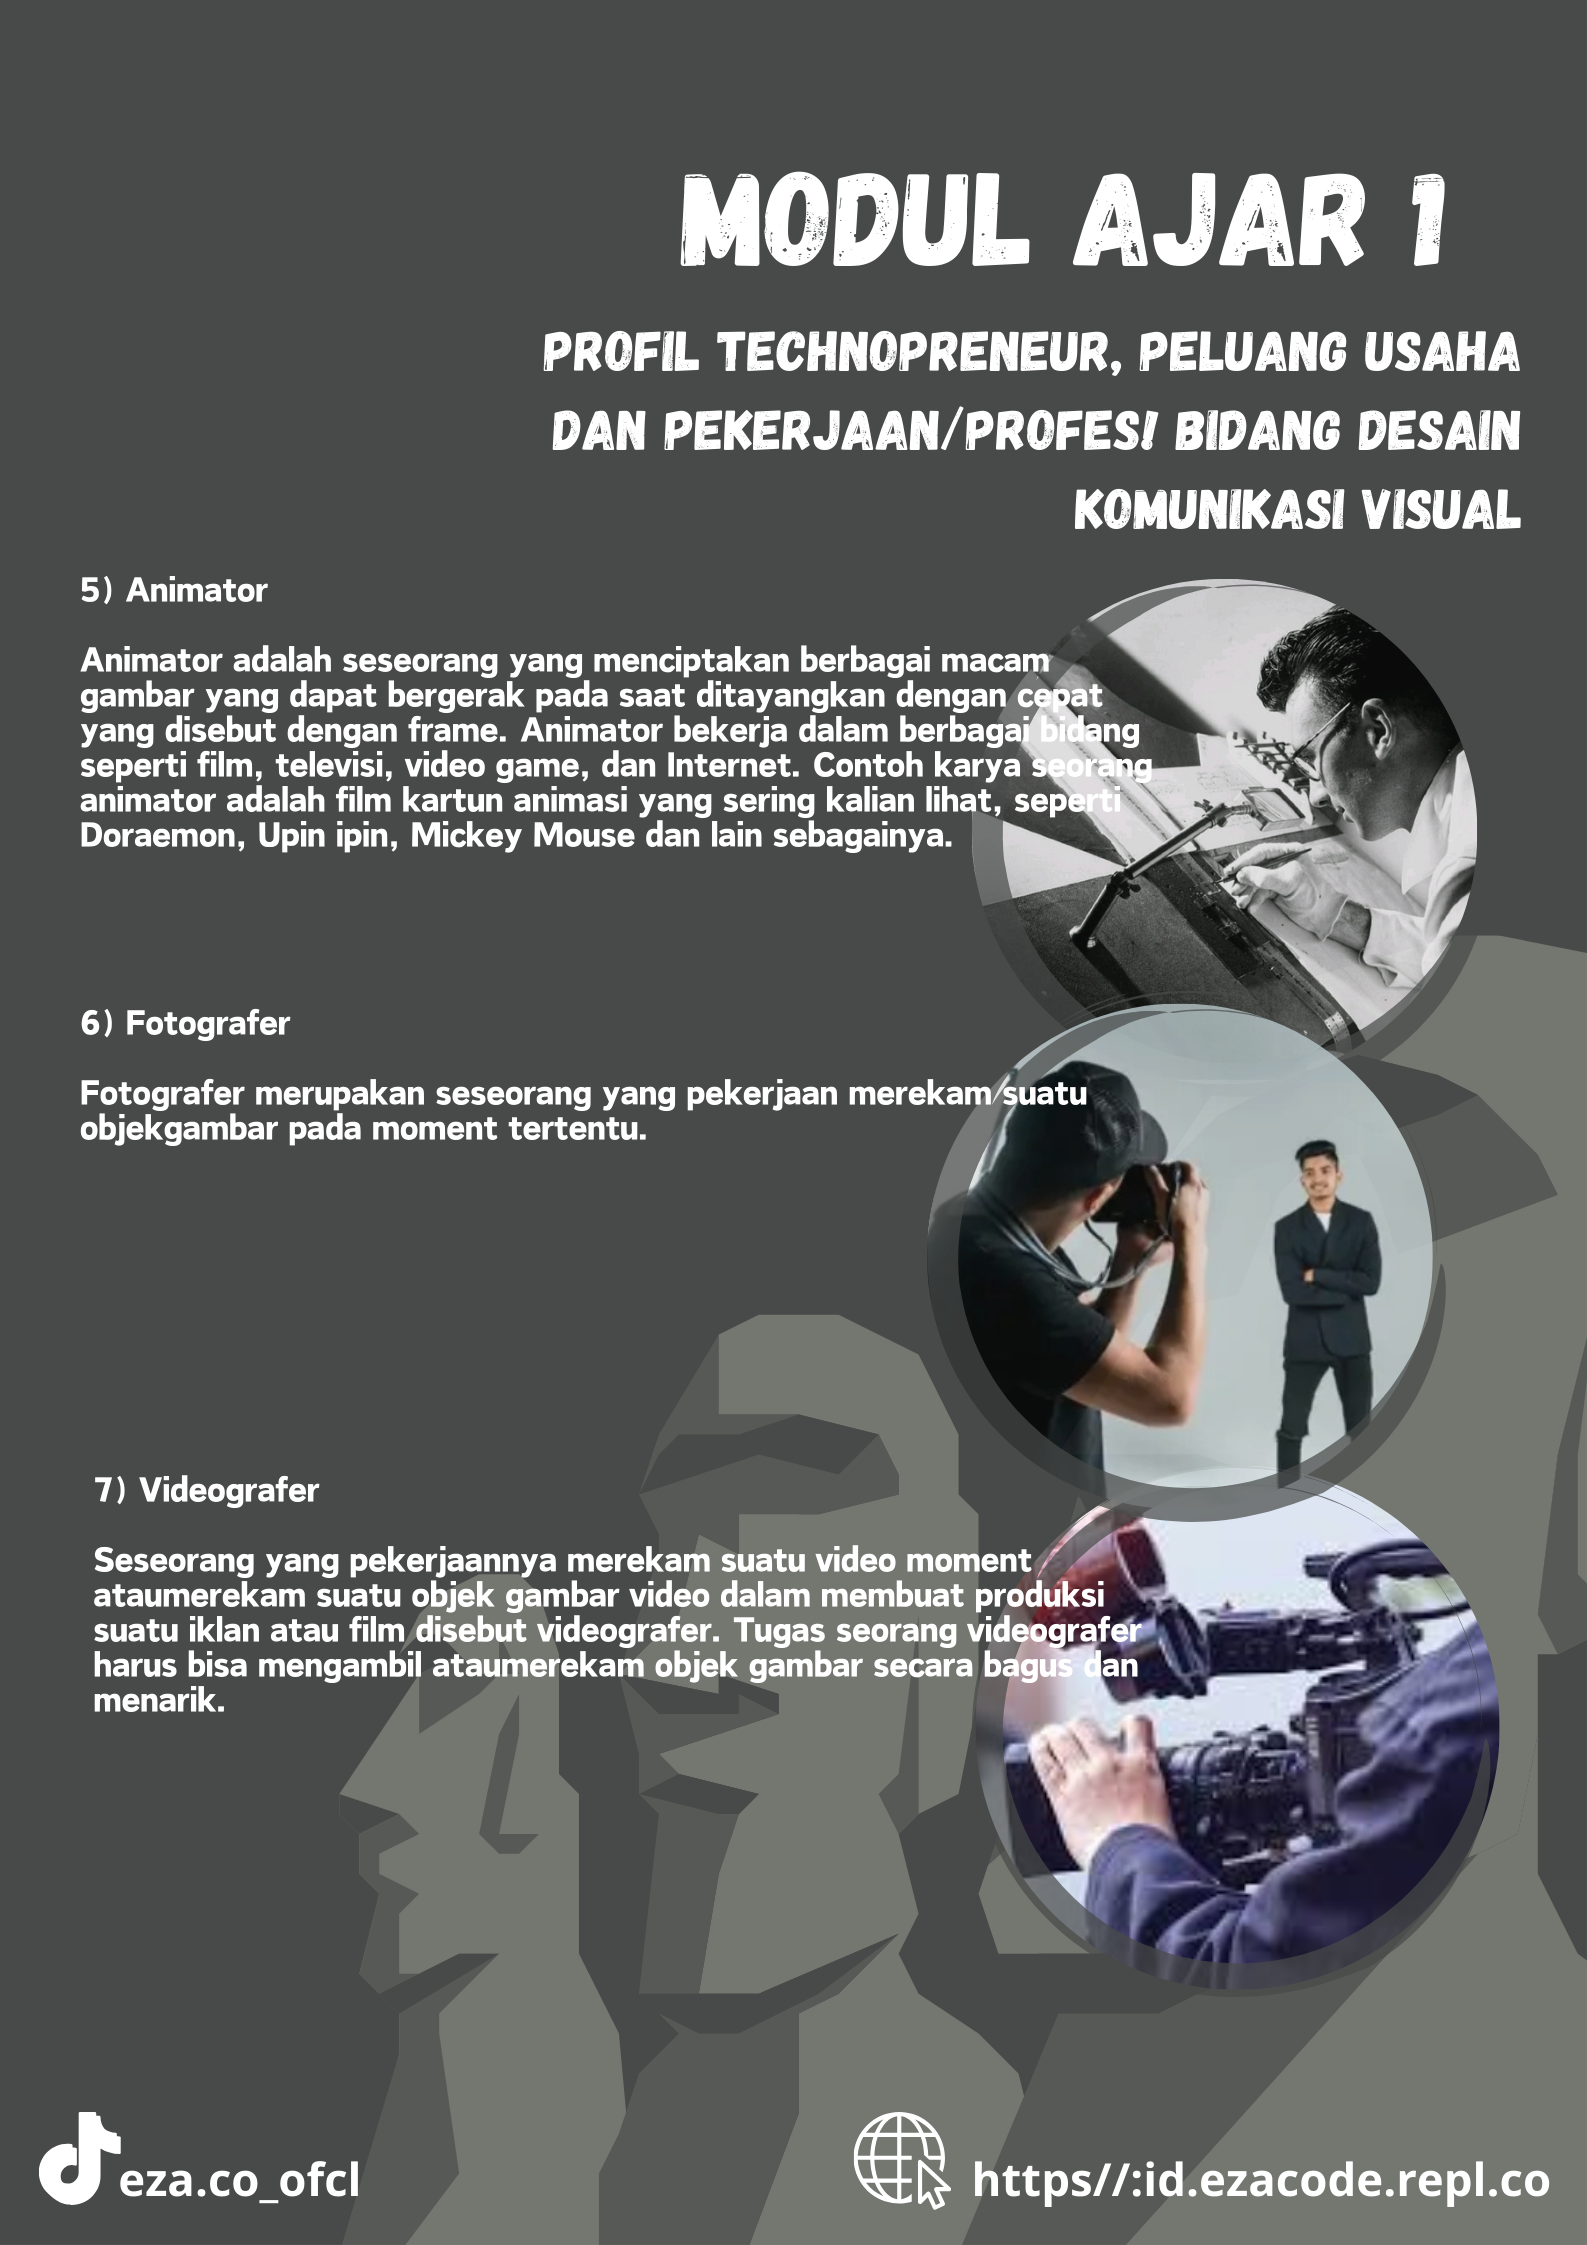 MODUL AJAR 1
PROFIL TECHNOPRENEUR, PELUANG USAHA
DAN PEKERJAAN/PROFES! BIDANG DESAIN
KOMUNIKASI VISUAL
5) Animator
Animator adalah seseorang yang menciptakan berbagai macam
gambar yang dapat bergerak pada saat ditayangkan dengan cepat
yang disebut dengan frame. Animator bekerja dalam berbagai bidang
seperti film, televisi, video game, dan Internet. Contoh karya seorang
animator adalah film kartun animasi yang sering kalian lihat, seperti
Doraemon, Upin ipin, Mickey Mouse dan lain sebagainya.
6) Fotografer
Fotografer merupakan seseorang yang pekerjaan merekam suatu
objekgambar pada moment tertentu.
7) Videografer
Seseorang yang pekerjaannya merekam suatu video moment
ataumerekam suatu objek gambar video dalam membuat produksi
suatu iklan atau film disebut videografer. Tugas seorang videografer
harus bisa mengambil ataumerekam objek gambar secara bagus dan
menarik.
eza.co_ofcl
https//:id.ezacode.repl.co